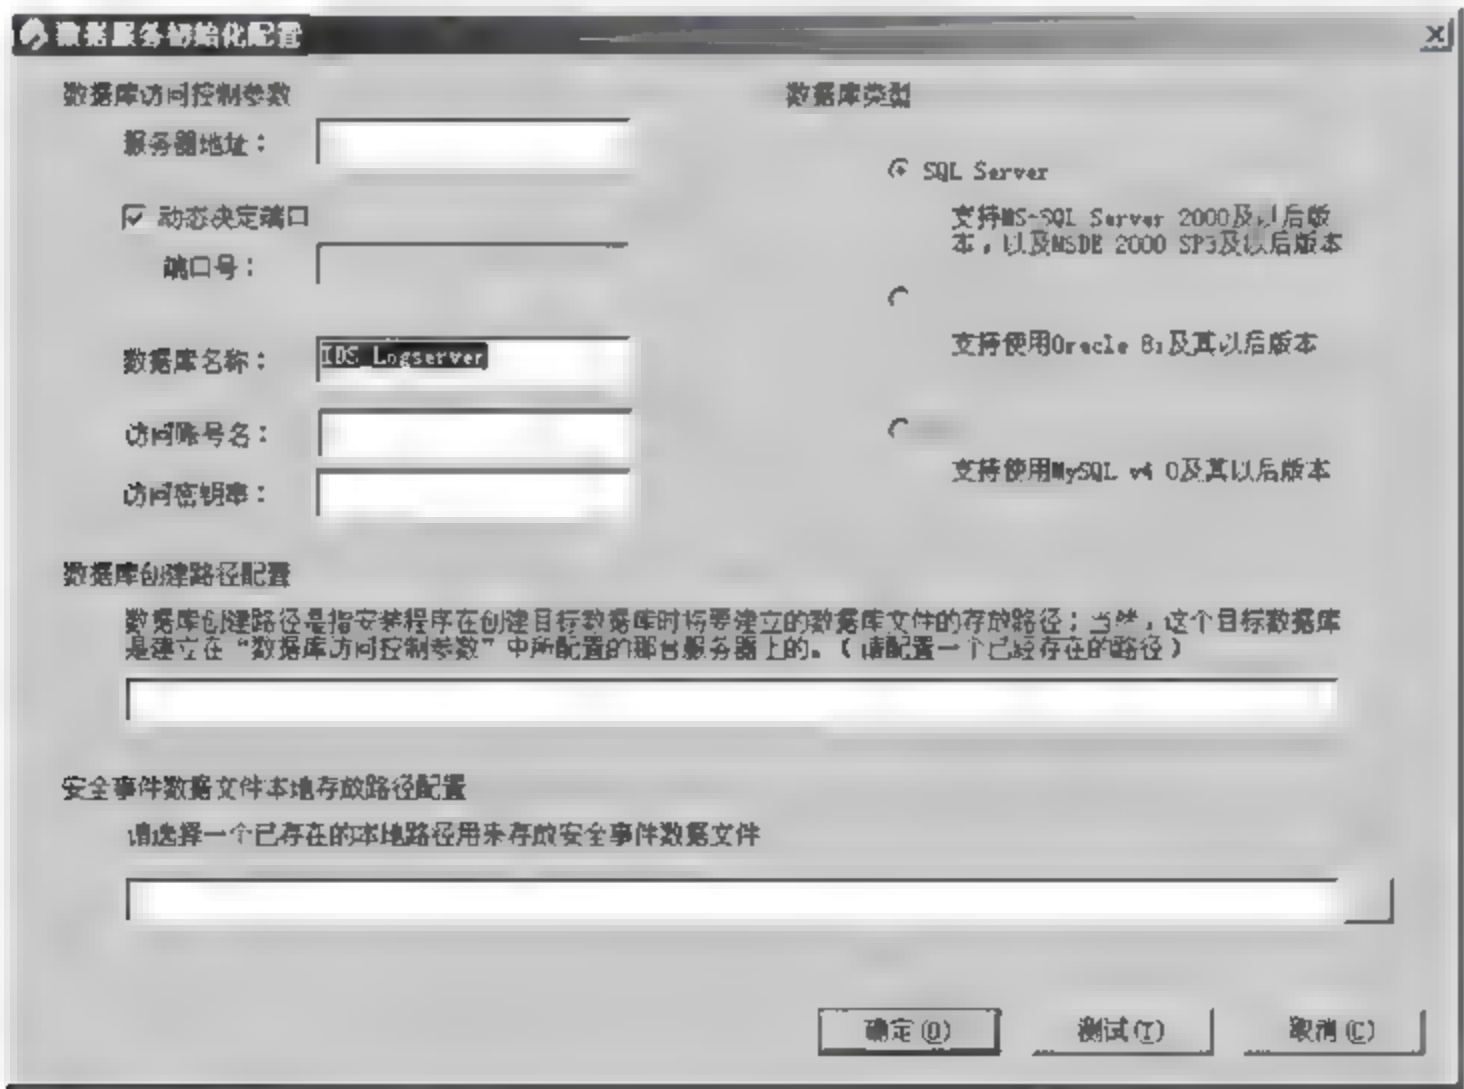 数据服务初始化配置
数据库访问控制参数
服务器地址：
动态决定端口
端口号：
数据库名称：
IDS_Logserver
访问账号名：
访问密钥串：
数据库类型
SQL Server
支持MS-SQL Server 2000及以后版
本，以及MSDE 2000 SP3及以后版本
支持使用Oracle 8i及其以后版本
支持使用MySQL v4 0及其以后版本
数据库创建路径配置
数据库创建路径是指安装程序在创建目标数据库时将要建立的数据库文件的存放路径；当然，这个目标数据库
是建立在“数据库访问控制参数”中所配置的那台服务器上的。（请配置一个已经存在的路径）
安全事件数据文件本地存放路径配置
请选择一个已存在的本地路径用来存放安全事件数据文件
确定(O)
测试(T)
取消(C)